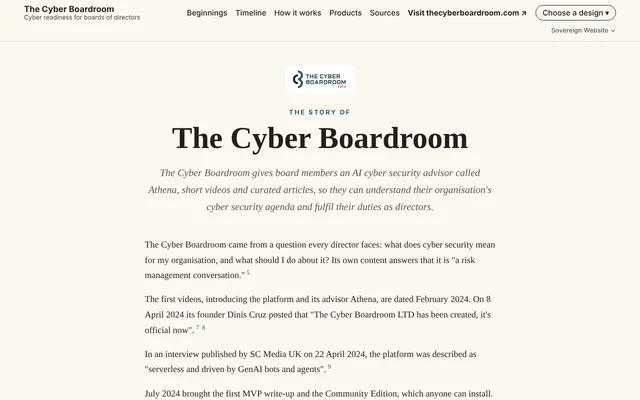 The Cyber Boardroom
Cyber readiness for boards of directors
Beginnings Timeline How it works Products Sources Visit thecyberboardroom.com ↗ Choose a design ▾
Sovereign Website
THE CYBER
BOARDROOM
beta
THE STORY OF
The Cyber Boardroom
The Cyber Boardroom gives board members an AI cyber security advisor called
Athena, short videos and curated articles, so they can understand their organisation's
cyber security agenda and fulfil their duties as directors.
The Cyber Boardroom came from a question every director faces: what does cyber security mean
for my organisation, and what should I do about it? Its own content answers that it is "a risk
management conversation." 5
The first videos, introducing the platform and its advisor Athena, are dated February 2024. On 8
April 2024 its founder Dinis Cruz posted that "The Cyber Boardroom LTD has been created, it's
official now". 7 8
In an interview published by SC Media UK on 22 April 2024, the platform was described as
"serverless and driven by GenAI bots and agents". 9
July 2024 brought the first MVP write-up and the Community Edition, which anyone can install.